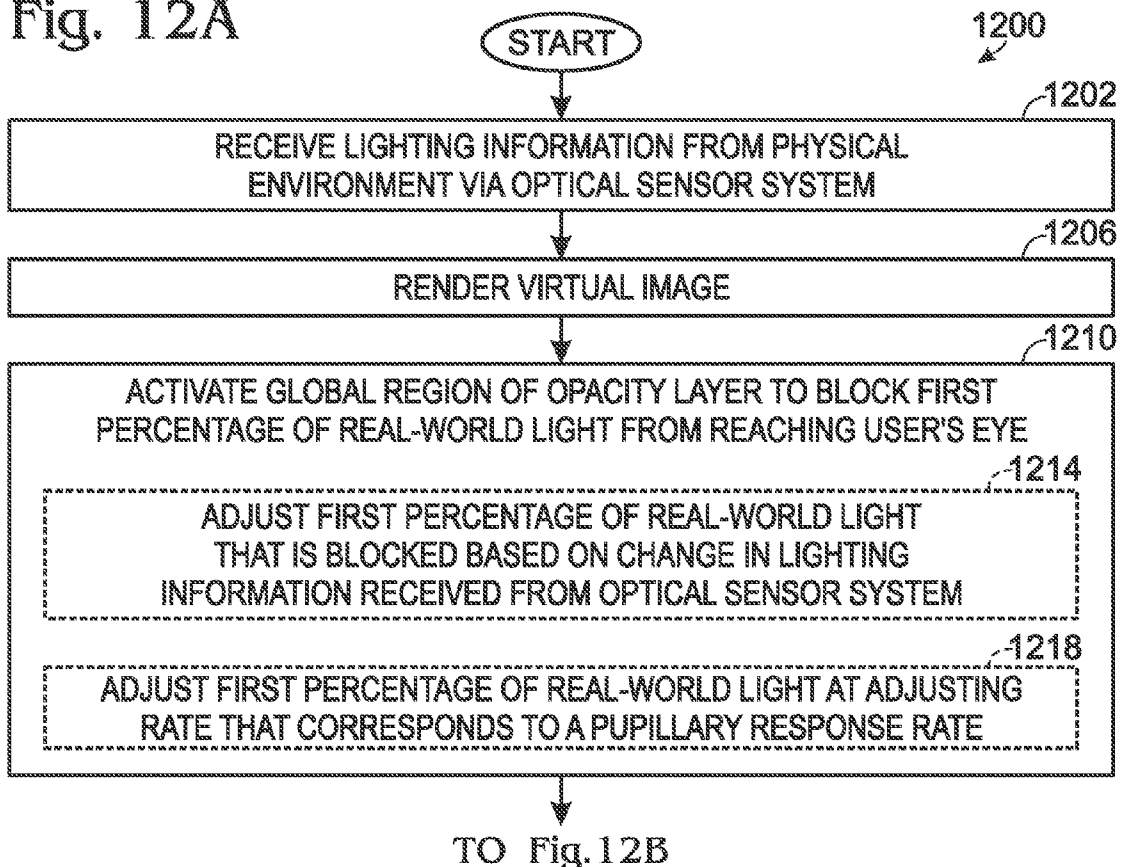 Fig. 12A
START
1200
1202
RECEIVE LIGHTING INFORMATION FROM PHYSICAL
ENVIRONMENT VIA OPTICAL SENSOR SYSTEM
1206
RENDER VIRTUAL IMAGE
1210
ACTIVATE GLOBAL REGION OF OPACITY LAYER TO BLOCK FIRST
PERCENTAGE OF REAL-WORLD LIGHT FROM REACHING USER'S EYE
1214
ADJUST FIRST PERCENTAGE OF REAL-WORLD LIGHT
THAT IS BLOCKED BASED ON CHANGE IN LIGHTING
INFORMATION RECEIVED FROM OPTICAL SENSOR SYSTEM
1218
ADJUST FIRST PERCENTAGE OF REAL-WORLD LIGHT AT ADJUSTING
RATE THAT CORRESPONDS TO A PUPILLARY RESPONSE RATE
TO Fig.12B